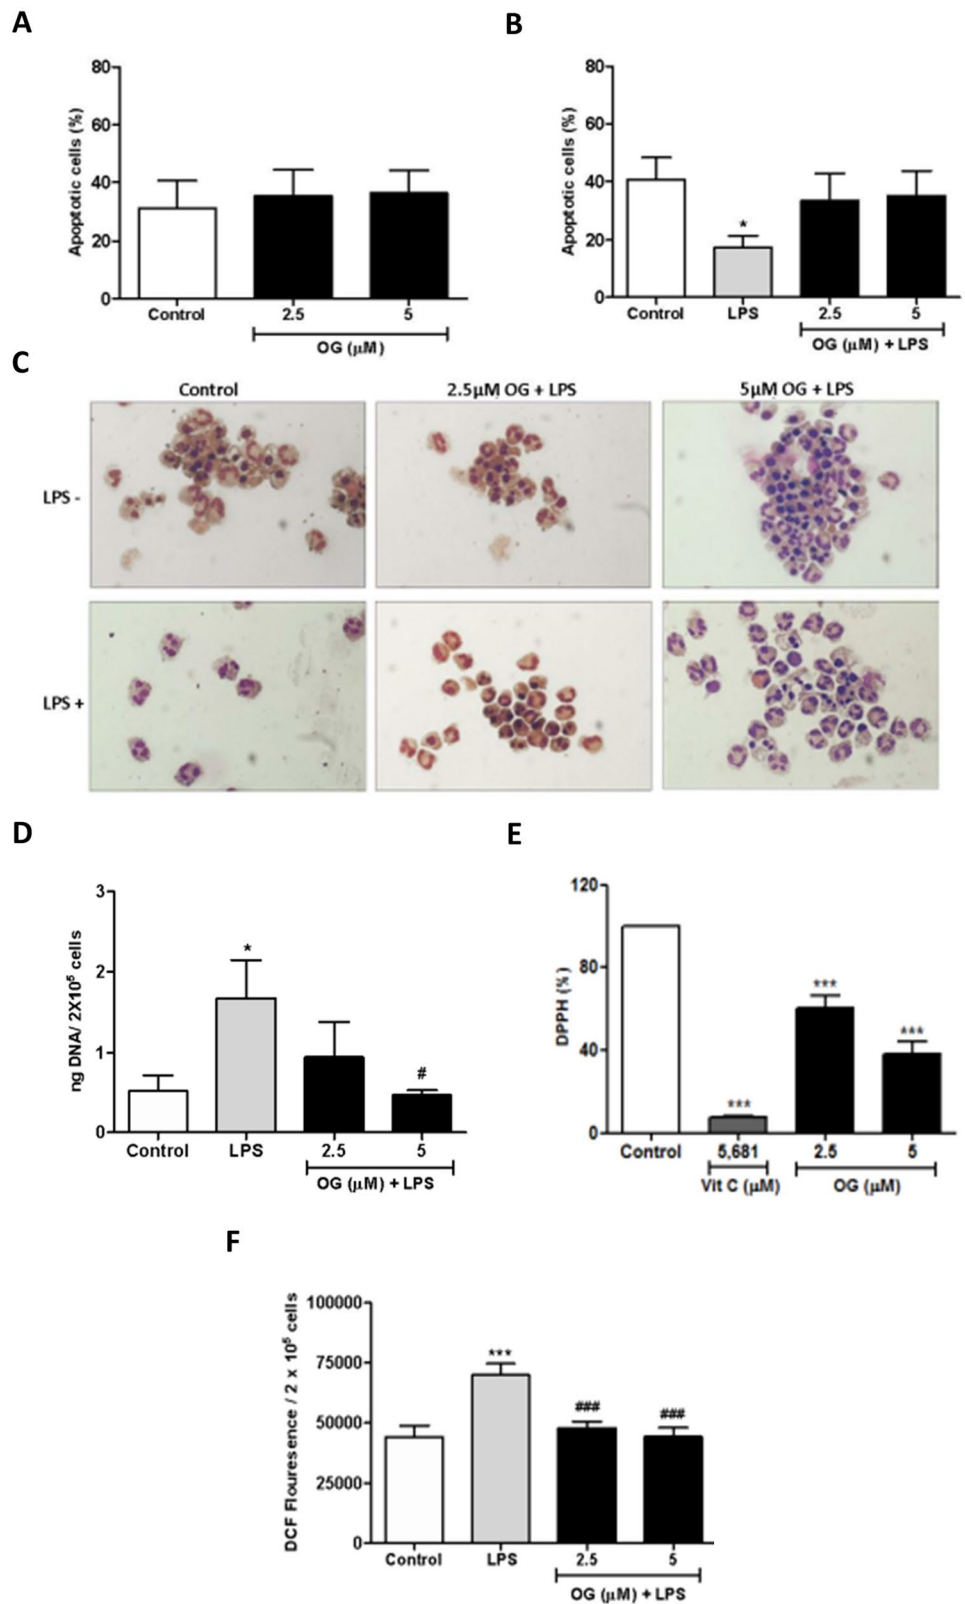 A
80
60
40
20
0
Apoptotic cells (%)
Control
2.5
5
OG (µM)
B
80
60
40
20
0
Apoptotic cells (%)
*
Control
LPS
2.5
5
OG (µM) + LPS
C
Control
2.5µM OG + LPS
5µM OG + LPS
LPS -
LPS +
D
3
2
1
0
ng DNA/ 2X10⁵ cells
*
#
Control
LPS
2.5
5
OG (µM) + LPS
E
120
80
40
0
DPPH (%)
***
***
***
Control
5,681
2.5
5
Vit C (µM)
OG (µM)
F
100000
75000
50000
25000
0
DCF Flouresence / 2 x 10⁵ cells
***
###
###
Control
LPS
2.5
5
OG (µM) + LPS